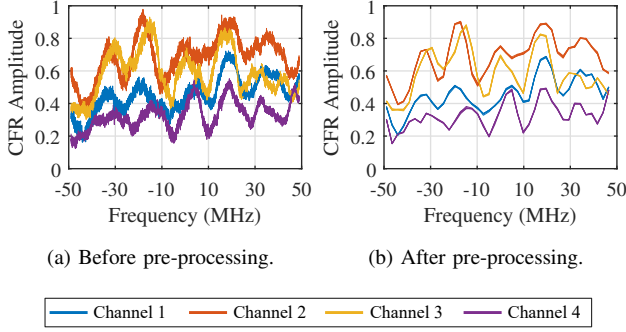 CFR Amplitude
1
0.8
0.6
0.4
0.2
0
-50 -30 -10 10 30 50
Frequency (MHz)
(a) Before pre-processing.
CFR Amplitude
1
0.8
0.6
0.4
0.2
0
-50 -30 -10 10 30 50
Frequency (MHz)
(b) After pre-processing.
Channel 1 Channel 2 Channel 3 Channel 4